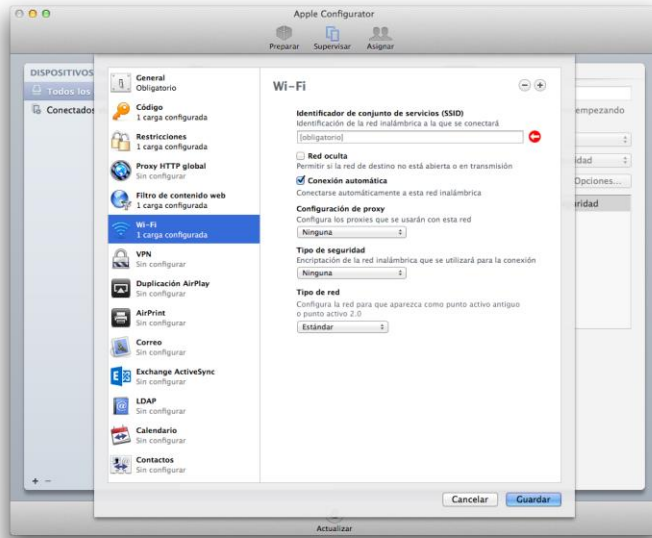 Apple Configurator
Preparar Supervisar Asignar
DISPOSITIVOS
Todos los
Conectados
General
Obligatorio
Código
1 carga configurada
Restricciones
1 carga configurada
Proxy HTTP global
Sin configurar
Filtro de contenido web
1 carga configurada
Wi-Fi
1 carga configurada
VPN
Sin configurar
Duplicación AirPlay
Sin configurar
AirPrint
Sin configurar
Correo
Sin configurar
Exchange ActiveSync
Sin configurar
LDAP
Sin configurar
Calendario
Sin configurar
Contactos
Sin configurar
Wi-Fi
Identificador de conjunto de servicios (SSID)
Identificación de la red inalámbrica a la que se conectará
[obligatorio]
Red oculta
Permitir si la red de destino no está abierta o en transmisión
Conexión automática
Conectarse automáticamente a esta red inalámbrica
Configuración de proxy
Configura los proxies que se usarán con esta red
Ninguna
Tipo de seguridad
Encriptación de la red inalámbrica que se utilizará para la conexión
Ninguna
Tipo de red
Configura la red para que aparezca como punto activo antiguo
o punto activo 2.0
Estándar
empezando
idad
Opciones...
uridad
Cancelar Guardar
Actualizar